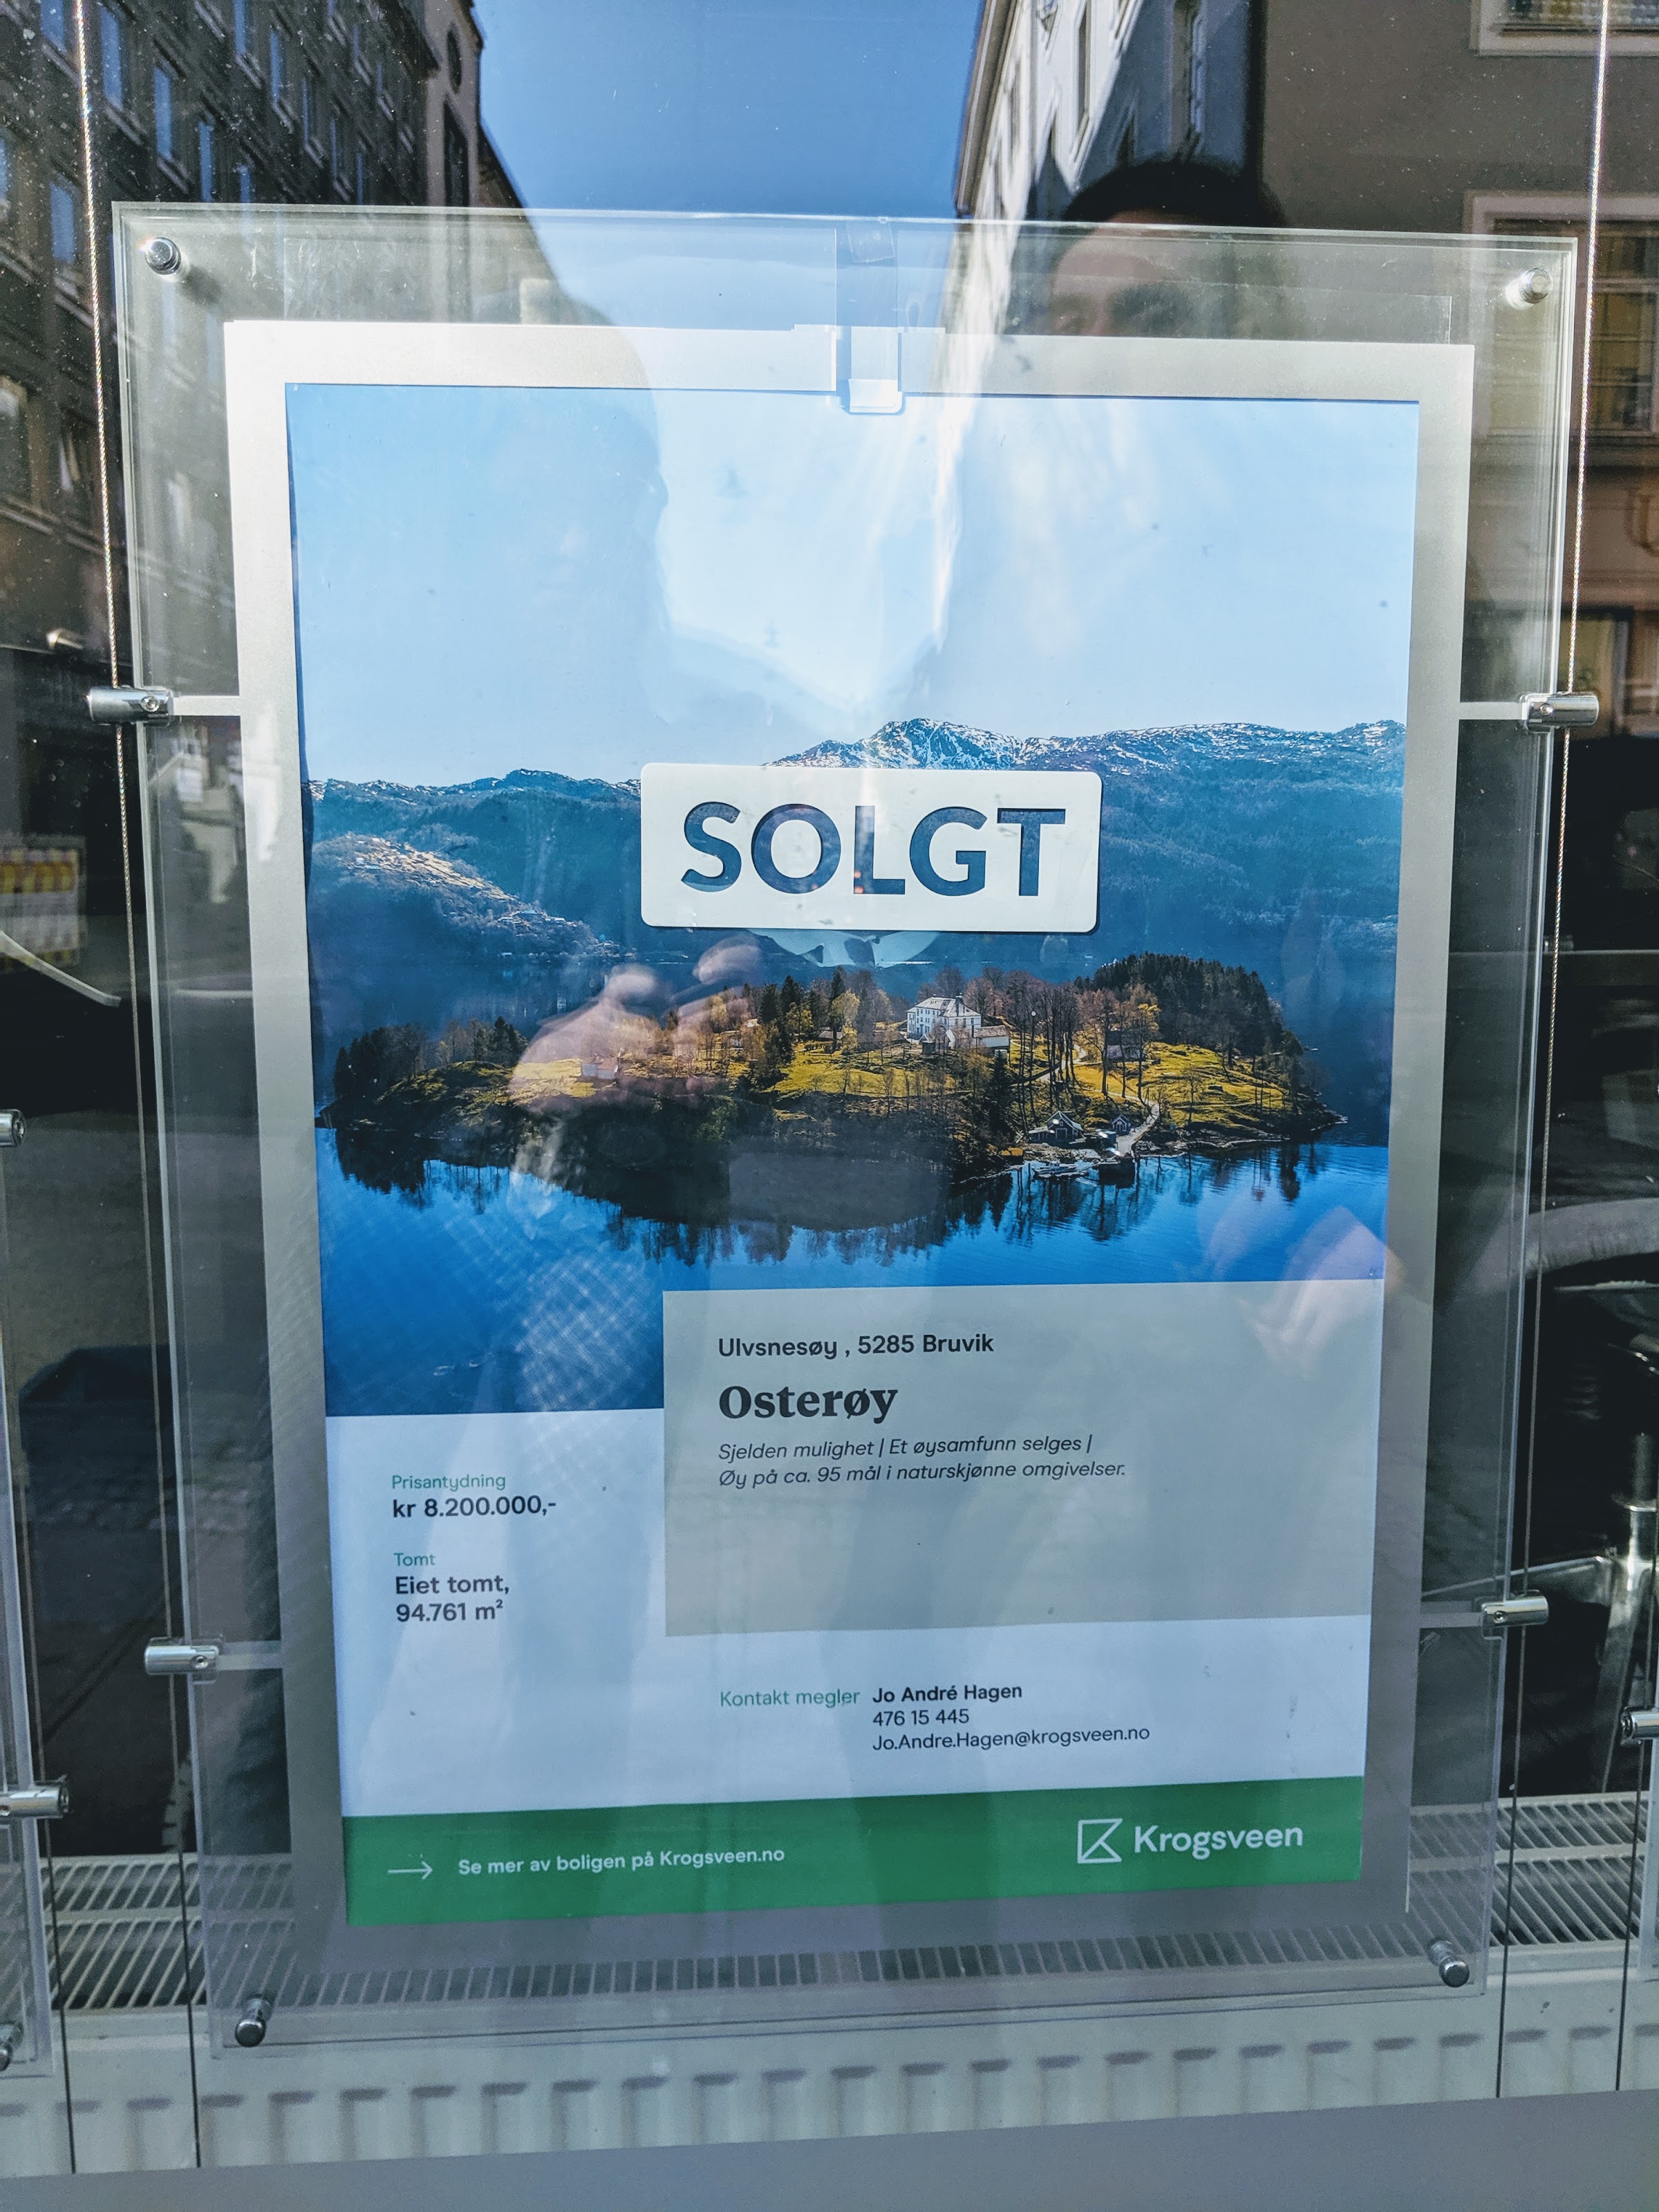 SOLGT
Ulvsnesøy , 5285 Bruvik
Osterøy
Sjelden mulighet | Et øysamfunn selges |
Øy på ca. 95 mål i naturskjønne omgivelser.
Prisantydning
kr 8.200.000,-
Tomt
Eiet tomt,
94.761 m²
Kontakt megler Jo André Hagen
476 15 445
Jo.Andre.Hagen@krogsveen.no
Se mer av boligen på Krogsveen.no
Krogsveen